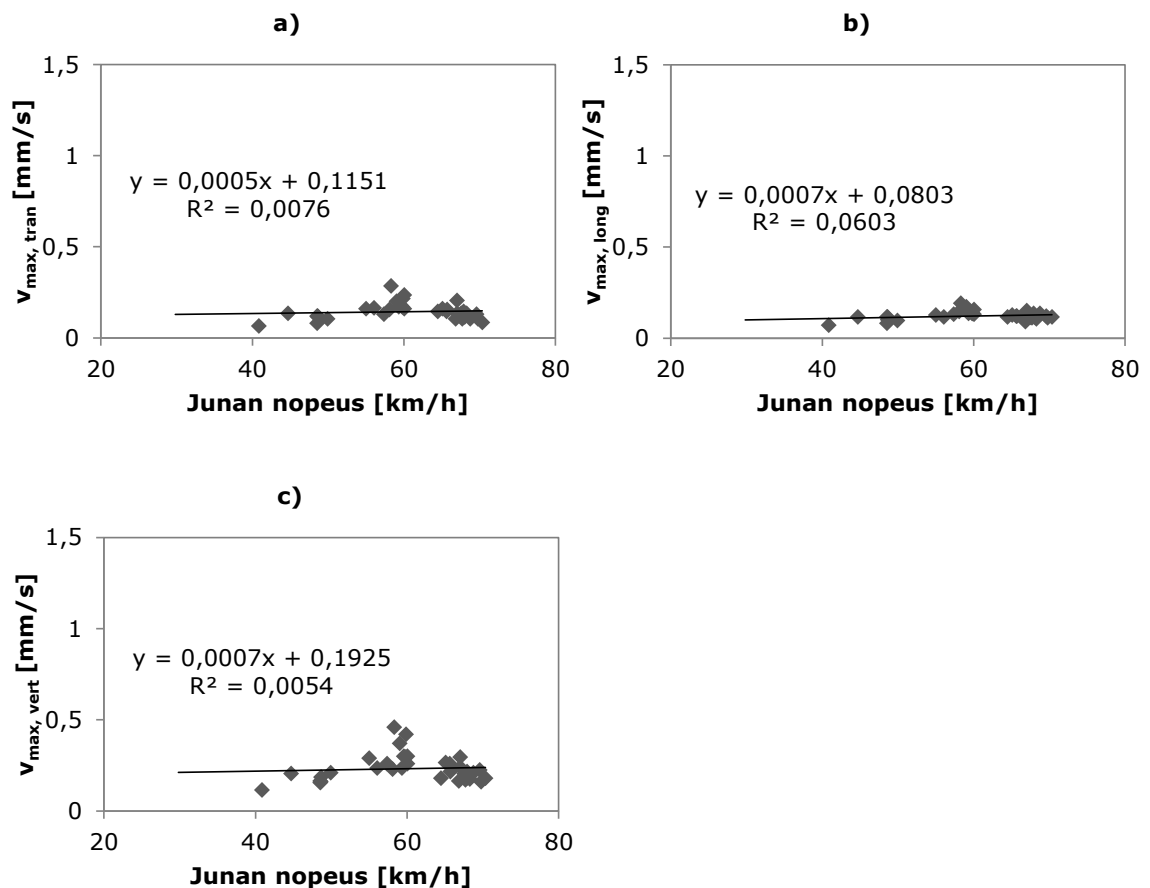 a)
1,5
1
0,5
0
v max, tran [mm/s]
y = 0,0005x + 0,1151
R² = 0,0076
20 40 60 80
Junan nopeus [km/h]
b)
1,5
1
0,5
0
v max, long [mm/s]
y = 0,0007x + 0,0803
R² = 0,0603
20 40 60 80
Junan nopeus [km/h]
c)
1,5
1
0,5
0
v max, vert [mm/s]
y = 0,0007x + 0,1925
R² = 0,0054
20 40 60 80
Junan nopeus [km/h]